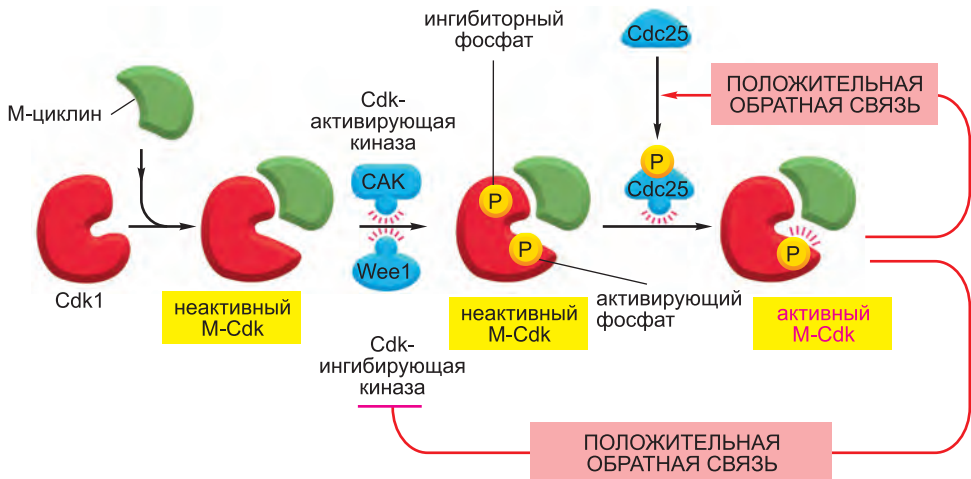 ингибиторный
фосфат
Cdc25
ПОЛОЖИТЕЛЬНАЯ
ОБРАТНАЯ СВЯЗЬ
М-циклин
Cdk-
активирующая
киназа
P
Cdc25
CAK
P
P
P
Wee1
Cdk1
неактивный
M-Cdk
неактивный
M-Cdk
активирующий
фосфат
активный
M-Cdk
Cdk-
ингибирующая
киназа
ПОЛОЖИТЕЛЬНАЯ
ОБРАТНАЯ СВЯЗЬ